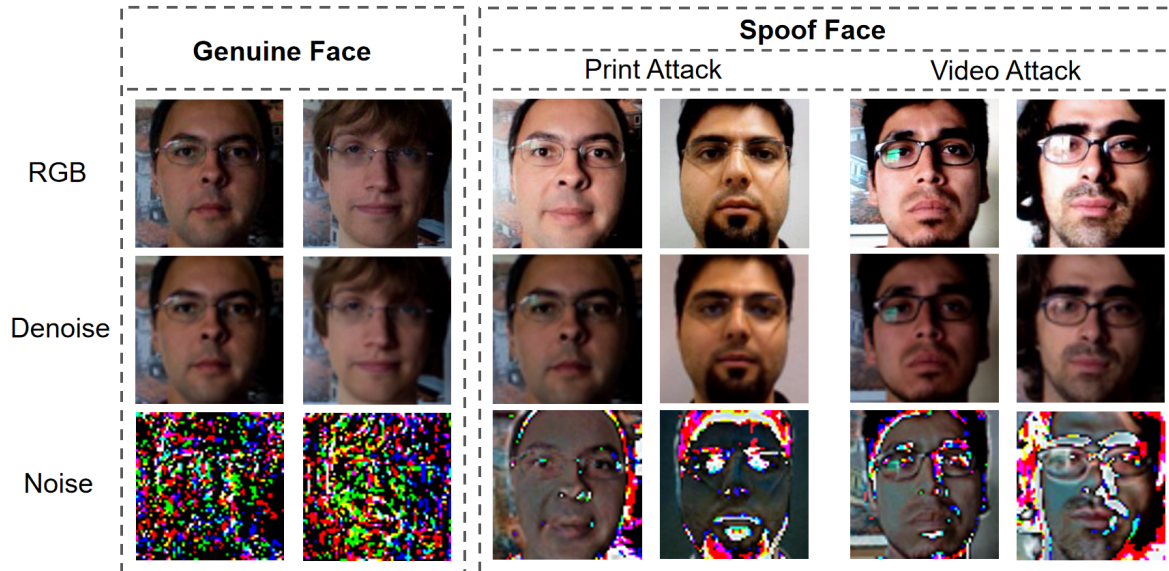 Genuine Face
Spoof Face
Print Attack
Video Attack
RGB
Denoise
Noise